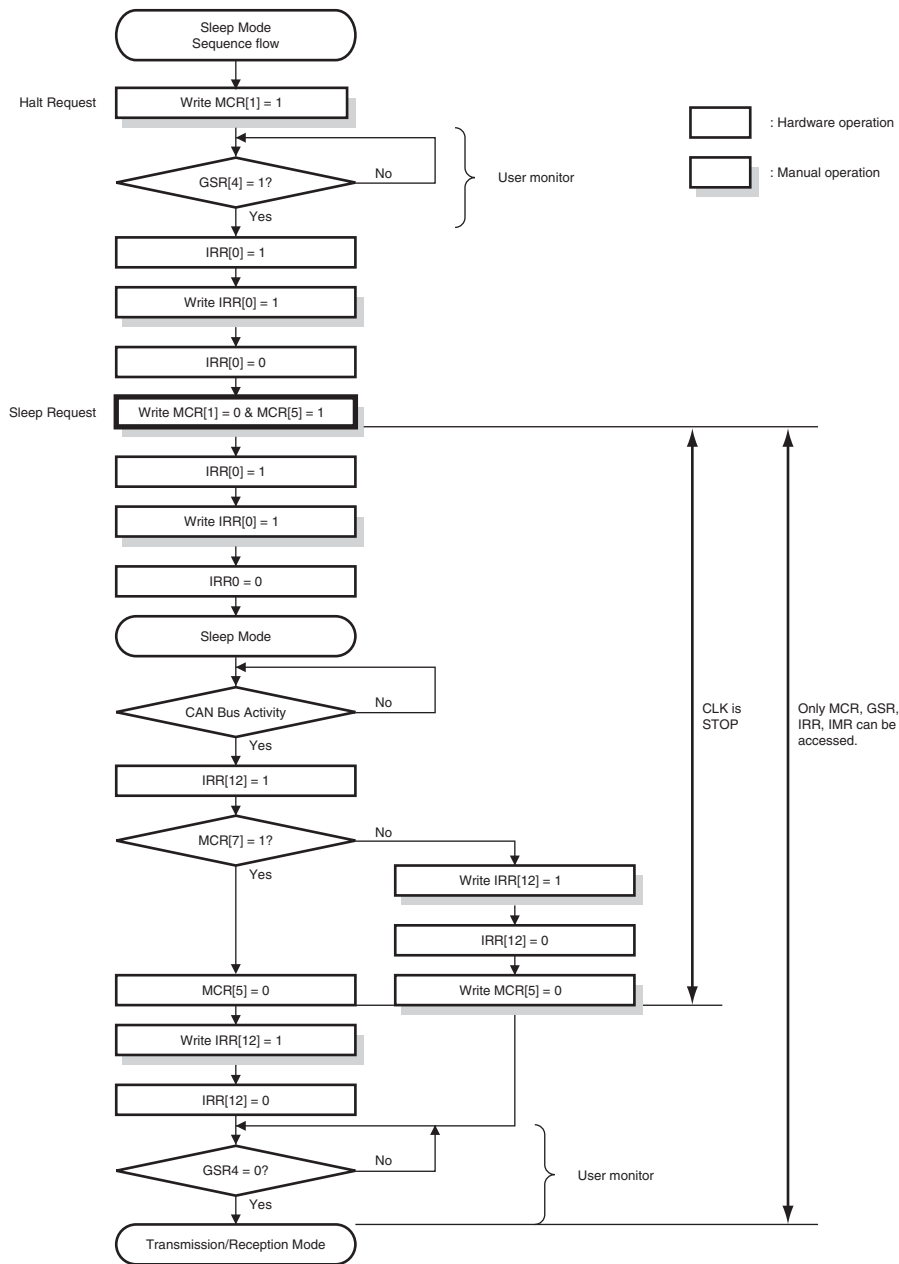 Sleep Mode
Sequence flow
Halt Request
Write MCR[1] = 1
: Hardware operation
: Manual operation
GSR[4] = 1?
No
User monitor
Yes
IRR[0] = 1
Write IRR[0] = 1
IRR[0] = 0
Sleep Request
Write MCR[1] = 0 & MCR[5] = 1
IRR[0] = 1
Write IRR[0] = 1
IRR0 = 0
Sleep Mode
CAN Bus Activity
No
Yes
CLK is
STOP
Only MCR, GSR,
IRR, IMR can be
accessed.
IRR[12] = 1
MCR[7] = 1?
No
Yes
Write IRR[12] = 1
IRR[12] = 0
MCR[5] = 0
Write MCR[5] = 0
Write IRR[12] = 1
IRR[12] = 0
GSR4 = 0?
No
User monitor
Yes
Transmission/Reception Mode